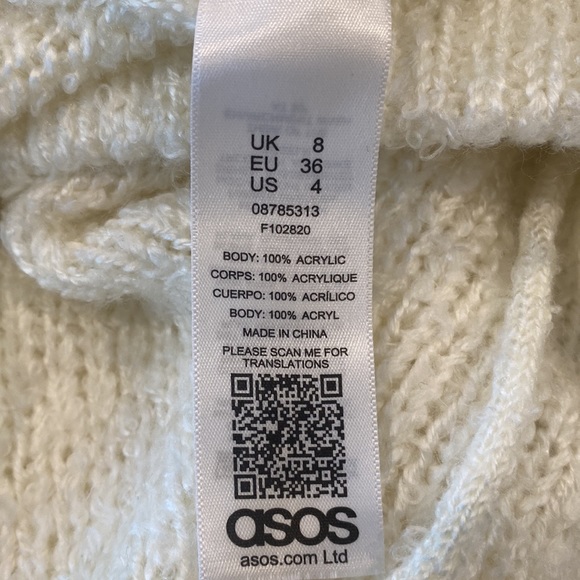 UK 8
EU 36
US 4
08785313
F102820
BODY: 100% ACRYLIC
CORPS: 100% ACRYLIQUE
CUERPO: 100% ACRÍLICO
BODY: 100% ACRYL
MADE IN CHINA
PLEASE SCAN ME FOR
TRANSLATIONS
asos
asos.com Ltd